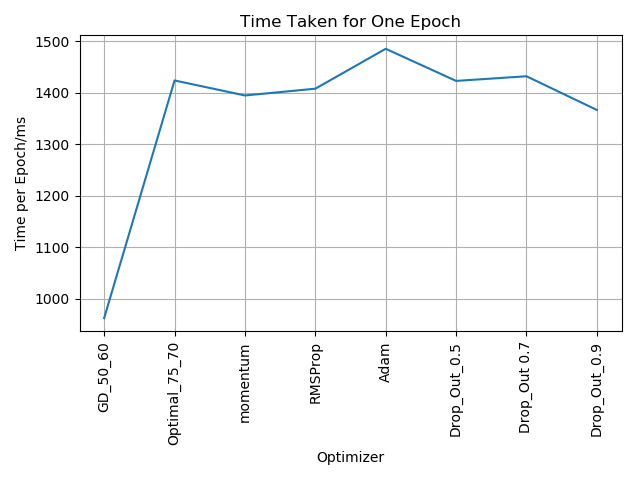 Time Taken for One Epoch
Time per Epoch/ms
1500
1400
1300
1200
1100
1000
GD_50_60
Optimal_75_70
momentum
RMSProp
Adam
Drop_Out_0.5
Drop_Out 0.7
Drop_Out_0.9
Optimizer